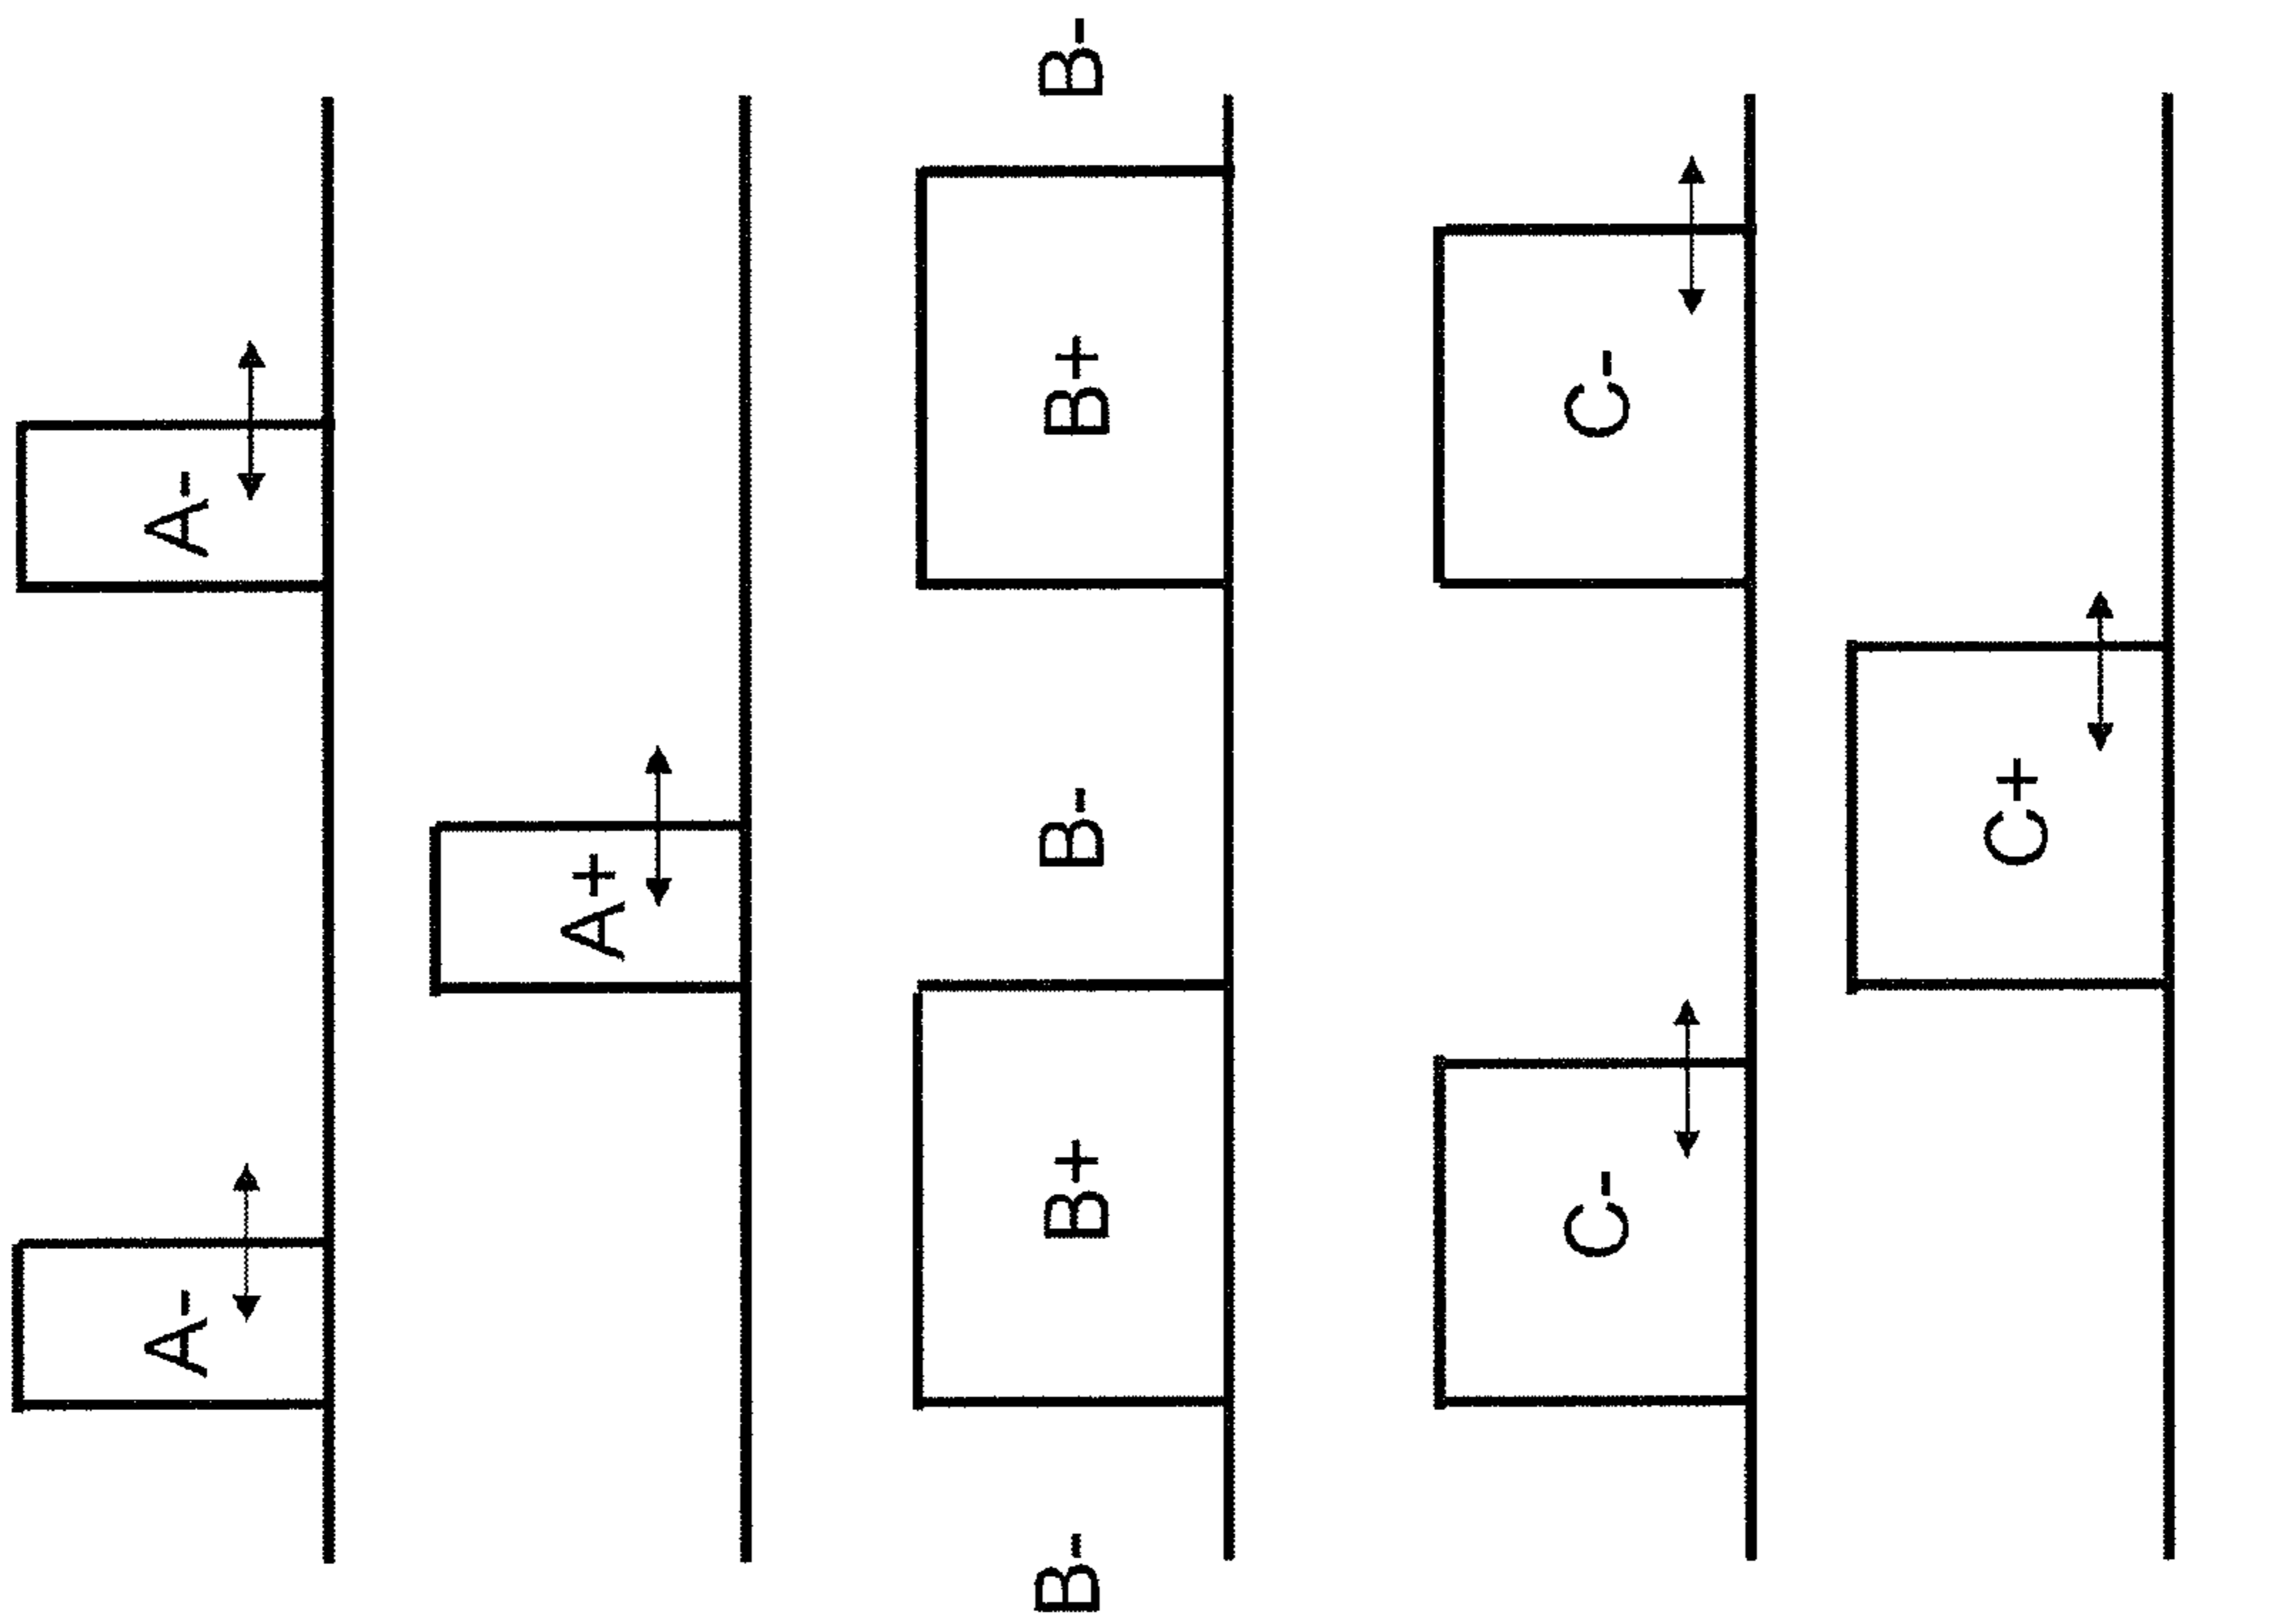 A- A-
A+
B- B+ B- B+ B-
C- C-
C+